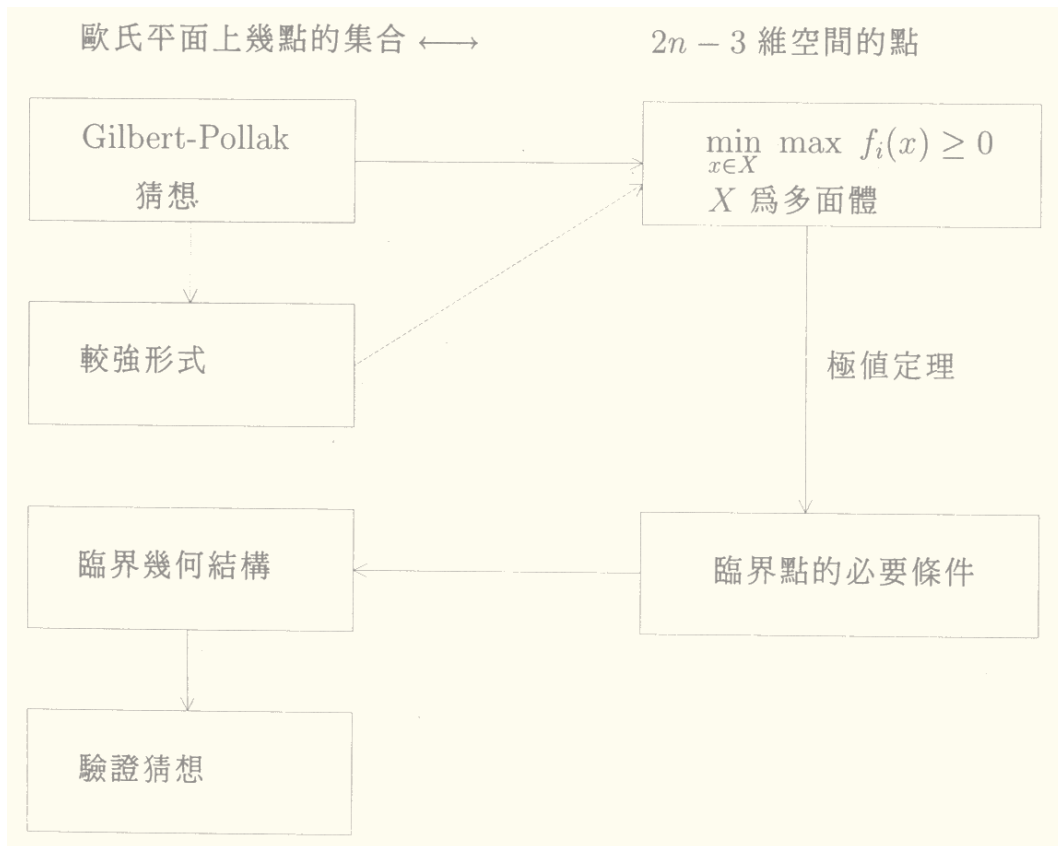 歐氏平面上幾點的集合 ⟷ 2n − 3 維空間的點
Gilbert-Pollak
猜想
min max fᵢ(x) ≥ 0
x∈X
X 爲多面體
較強形式
極値定理
臨界幾何結構
臨界點的必要條件
驗證猜想